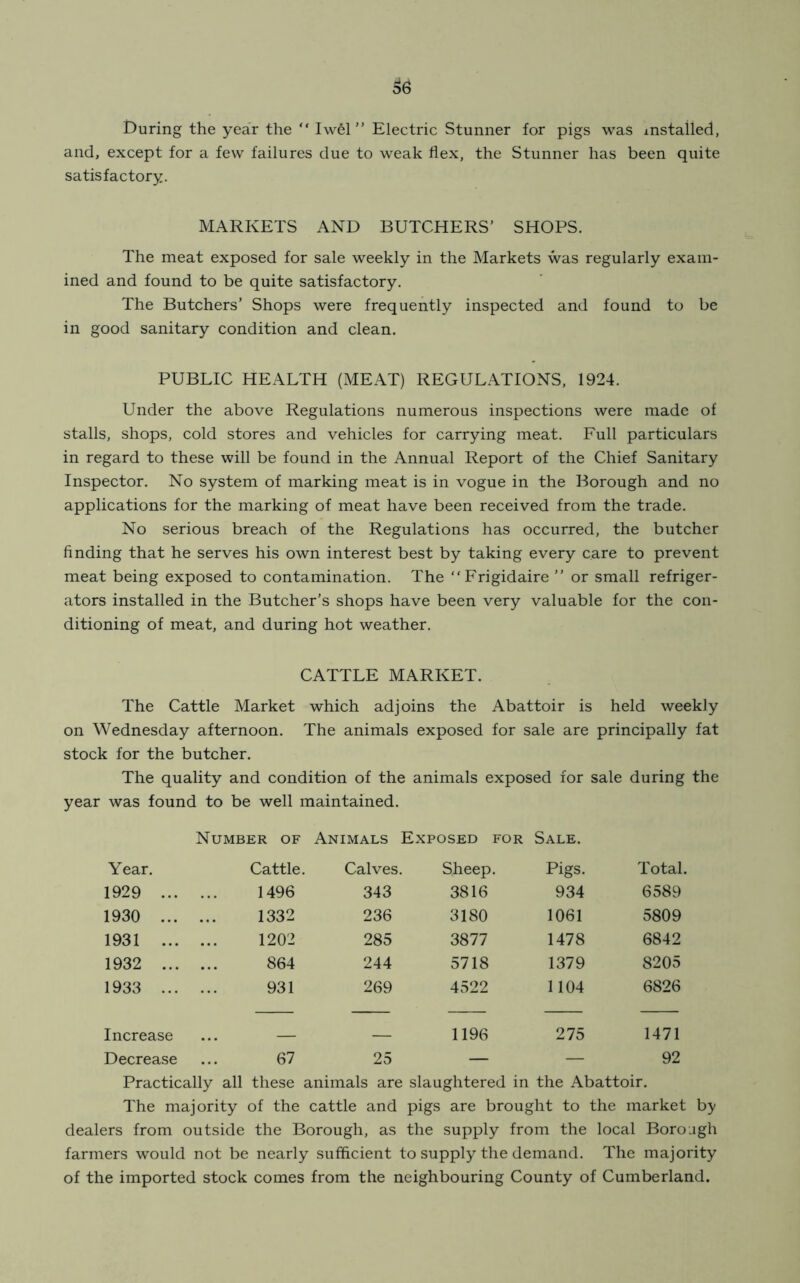 56
During the year the “ Iwêl ” Electric Stunner for pigs was installed,
and, except for a few failures due to weak flex, the Stunner has been quite
satisfactory.
MARKETS AND BUTCHERS’ SHOPS.
The meat exposed for sale weekly in the Markets was regularly exam-
ined and found to be quite satisfactory.
The Butchers’ Shops were frequently inspected and found to be
in good sanitary condition and clean.
PUBLIC HEALTH (MEAT) REGULATIONS, 1924.
Under the above Regulations numerous inspections were made of
stalls, shops, cold stores and vehicles for carrying meat. Full particulars
in regard to these will be found in the Annual Report of the Chief Sanitary
Inspector. No system of marking meat is in vogue in the Borough and no
applications for the marking of meat have been received from the trade.
No serious breach of the Regulations has occurred, the butcher
finding that he serves his own interest best by taking every care to prevent
meat being exposed to contamination. The “Frigidaire ” or small refriger-
ators installed in the Butcher’s shops have been very valuable for the con-
ditioning of meat, and during hot weather.
CATTLE MARKET.
The Cattle Market which adjoins the Abattoir is held weekly
on Wednesday afternoon. The animals exposed for sale are principally fat
stock for the butcher.
The quality and condition of the animals exposed for sale during the
year was found to be well maintained.
Number of Animals Exposed for Sale.
Year. Cattle. Calves. Sheep. Pigs. Total.
1929 ... ... 1496 343 3816 934 6589
1930 ... ... 1332 236 3180 1061 5809
1931 ... ... 1202 285 3877 1478 6842
1932 ... ... 864 244 5718 1379 8205
1933 ... ... 931 269 4522 1104 6826
Increase ... — — 1196 275 1471
Decrease ... 67 25 — — 92
Practically all these animals are slaughtered in the Abattoir.
The majority of the cattle and pigs are brought to the market by
dealers from outside the Borough, as the supply from the local Borough
farmers would not be nearly sufficient to supply the demand. The majority
of the imported stock comes from the neighbouring County of Cumberland.